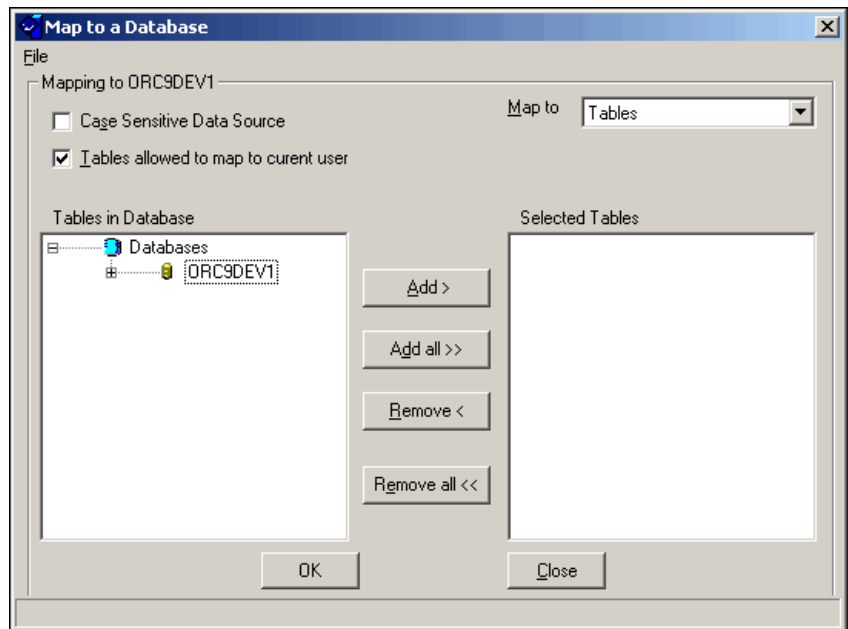 Map to a Database
File
Mapping to ORC9DEV1
Case Sensitive Data Source
Map to
Tables
Tables allowed to map to curent user
Tables in Database
Selected Tables
Databases
ORC9DEV1
Add >
Add all >>
Remove <
Remove all <<
OK
Close